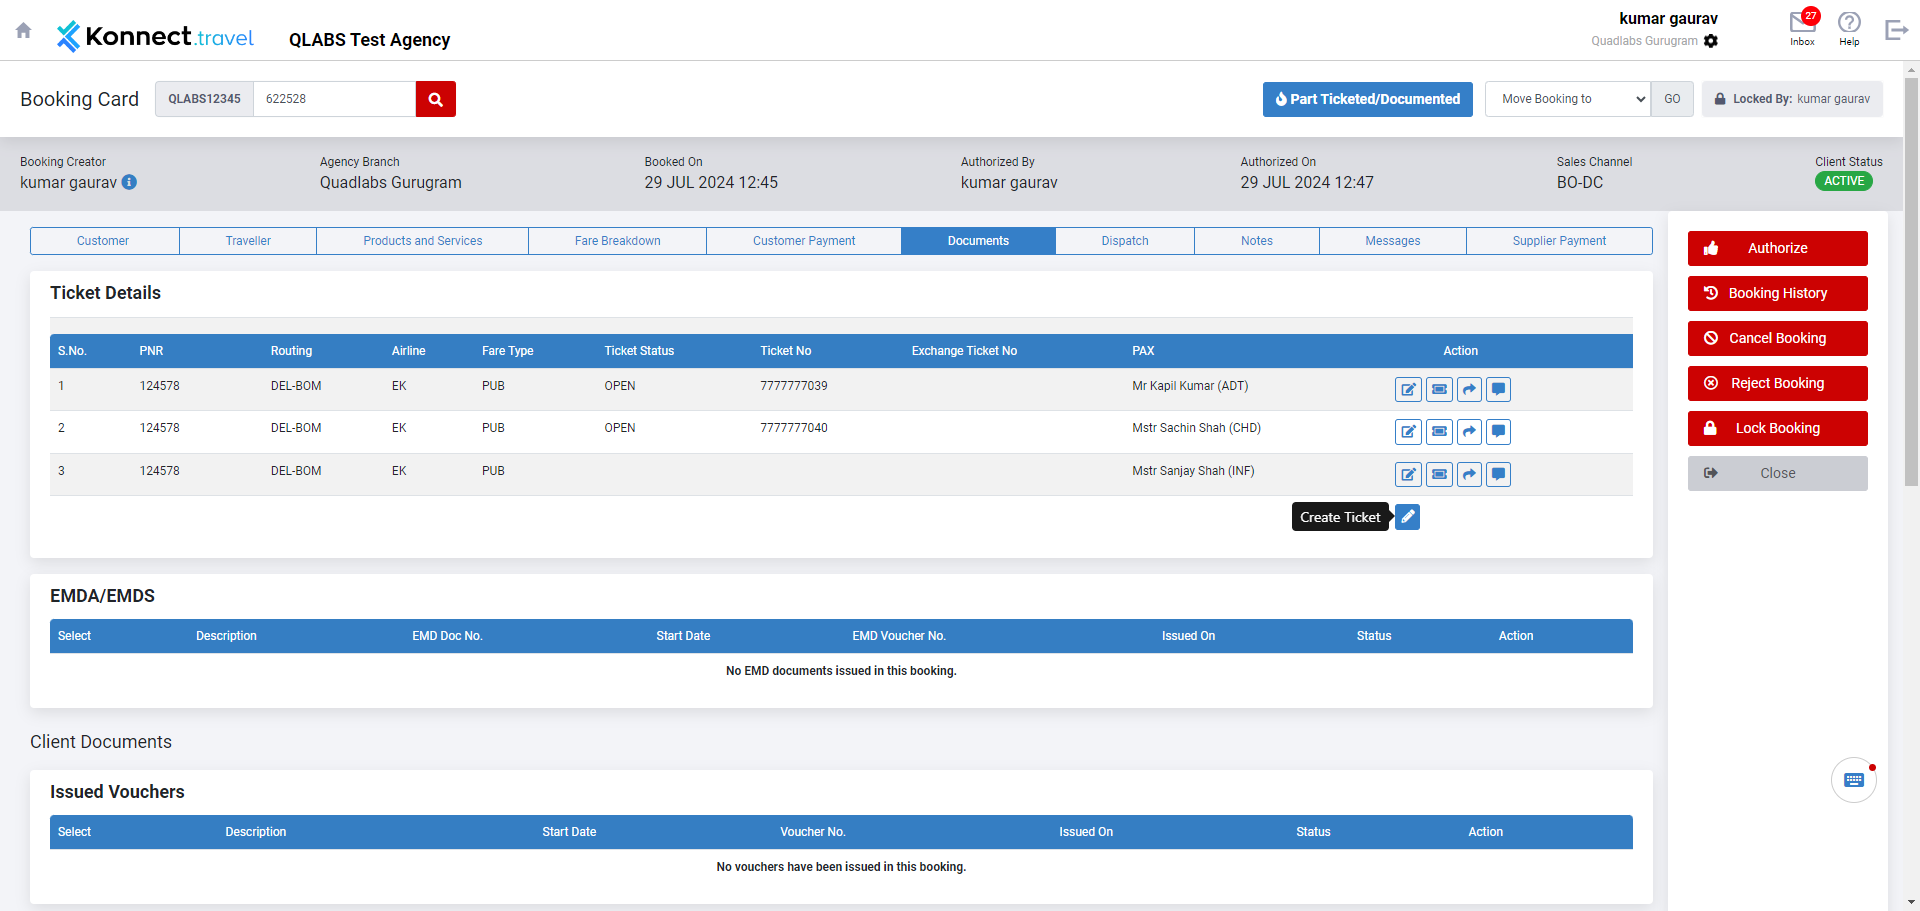 Konnect.travel QLABS Test Agency kumar gaurav
Quadlabs Gurugram
27
Inbox Help
Booking Card QLABS12345 622528 Part Ticketed/Documented Move Booking to GO Locked By: kumar gaurav
Booking Creator Agency Branch Booked On Authorized By Authorized On Sales Channel Client Status
kumar gaurav Quadlabs Gurugram 29 JUL 2024 12:45 kumar gaurav 29 JUL 2024 12:47 BO-DC ACTIVE
Customer Traveller Products and Services Fare Breakdown Customer Payment Documents Dispatch Notes Messages Supplier Payment
Ticket Details
S.No. PNR Routing Airline Fare Type Ticket Status Ticket No Exchange Ticket No PAX Action
1 124578 DEL-BOM EK PUB OPEN 7777777039 Mr Kapil Kumar (ADT)
2 124578 DEL-BOM EK PUB OPEN 7777777040 Mstr Sachin Shah (CHD)
3 124578 DEL-BOM EK PUB Mstr Sanjay Shah (INF)
Create Ticket
EMDA/EMDS
Select Description EMD Doc No. Start Date EMD Voucher No. Issued On Status Action
No EMD documents issued in this booking.
Client Documents
Issued Vouchers
Select Description Start Date Voucher No. Issued On Status Action
No vouchers have been issued in this booking.
Authorize
Booking History
Cancel Booking
Reject Booking
Lock Booking
Close